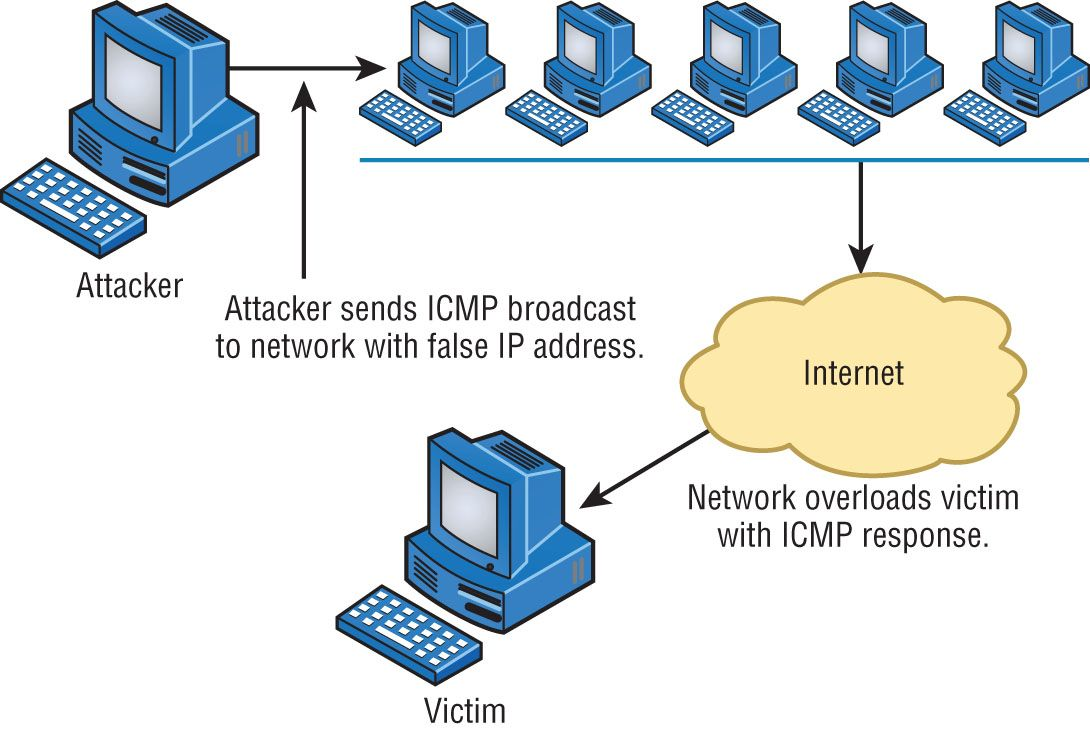 Attacker
Attacker sends ICMP broadcast
to network with false IP address.
Internet
Network overloads victim
with ICMP response.
Victim